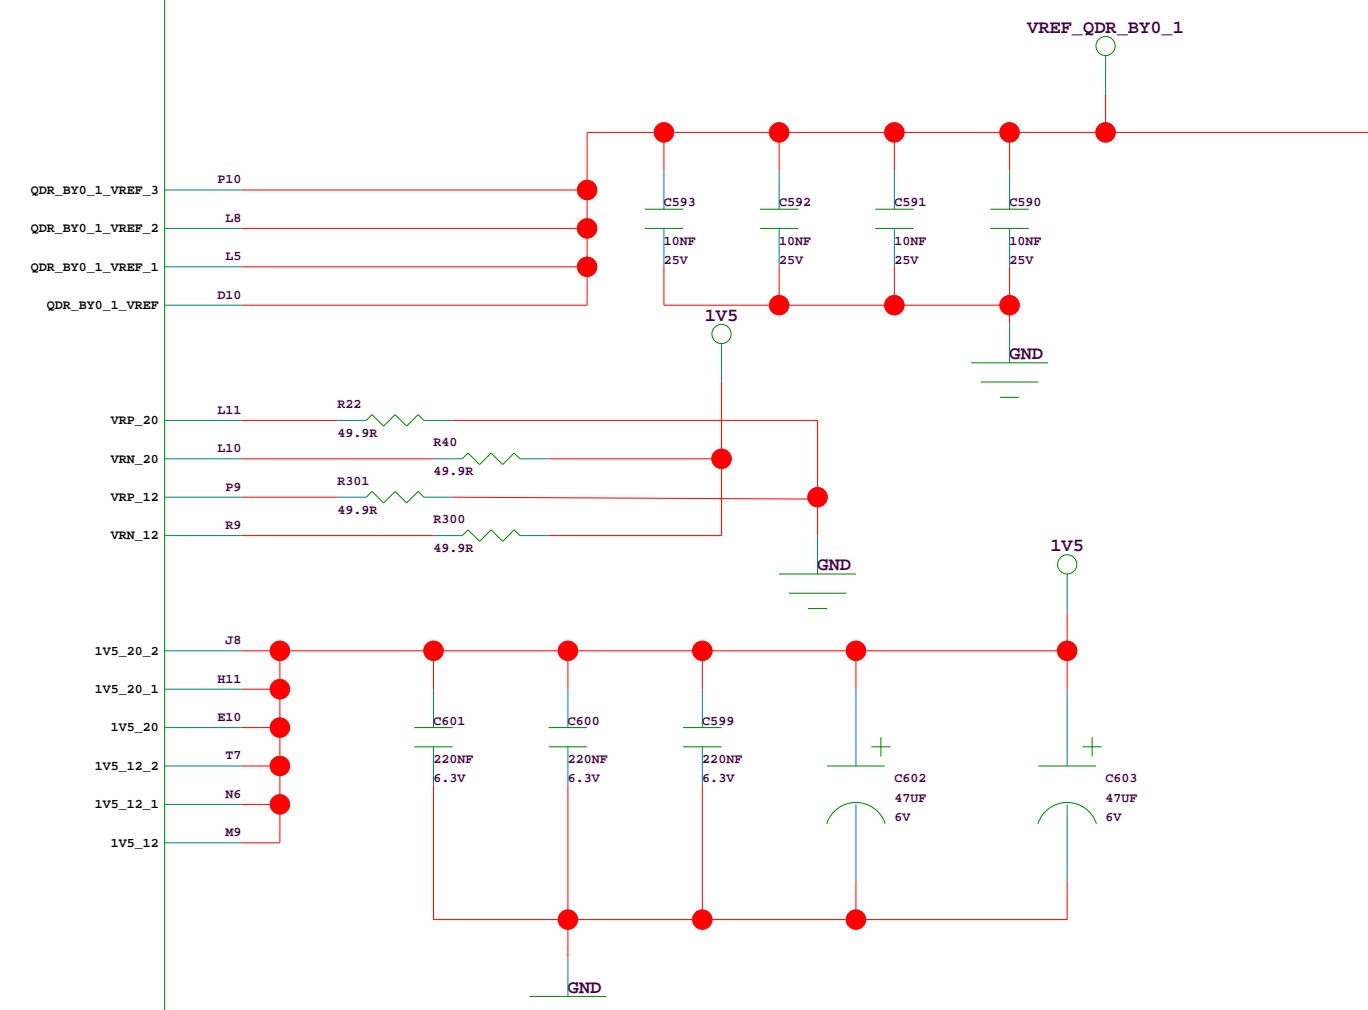 VREF_QDR_BY0_1
QDR_BY0_1_VREF_3 P10
QDR_BY0_1_VREF_2 L8
QDR_BY0_1_VREF_1 L5
QDR_BY0_1_VREF D10
C593 C592 C591 C590
10NF 10NF 10NF 10NF
25V 25V 25V 25V
1V5
GND
VRP_20 L11 R22
49.9R
VRN_20 L10 R40
49.9R
VRP_12 P9 R301
49.9R
VRN_12 R9 R300
49.9R
GND
1V5
1V5_20_2 J8
1V5_20_1 H11
1V5_20 E10
1V5_12_2 T7
1V5_12_1 N6
1V5_12 M9
C601 C600 C599
220NF 220NF 220NF
6.3V 6.3V 6.3V
C602 C603
47UF 47UF
6V 6V
GND